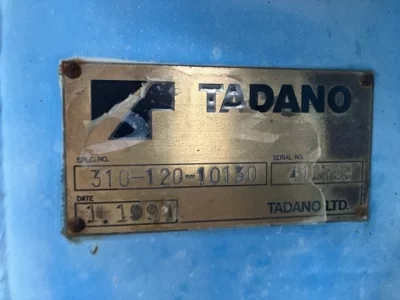 TADANO
SPEC. NO. SERIAL NO.
310-120-10130
DATE
1.1991 TADANO LTD.